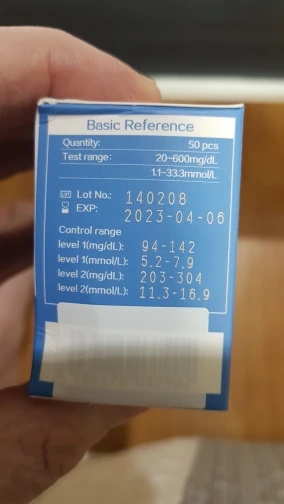 Basic Reference
Quantity: 50 pcs
Test range: 20~600mg/dL
1.1-33.3mmol/L
LOT Lot No.: 140208
EXP: 2023-04-06
Control range
level 1(mg/dL): 94-142
level 1(mmol/L): 5.2-7.9
level 2(mg/dL): 203-304
level 2(mmol/L): 11.3-16.9